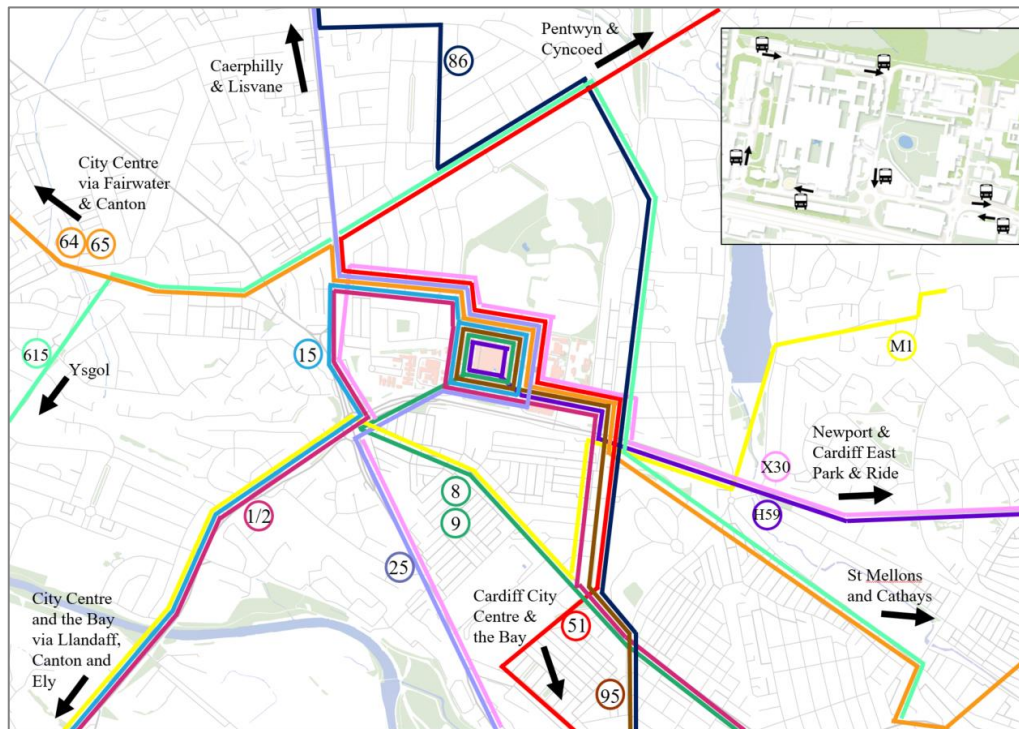 Pentwyn &
Cyncoed
86
Caerphilly
& Lisvane
City Centre
via Fairwater
& Canton
64
65
615
Ysgol
15
M1
Newport &
Cardiff East
Park & Ride
X30
H59
1/2
8
9
25
St Mellons
and Cathays
City Centre
and the Bay
via Llandaff,
Canton and
Ely
Cardiff City
Centre &
the Bay
51
95